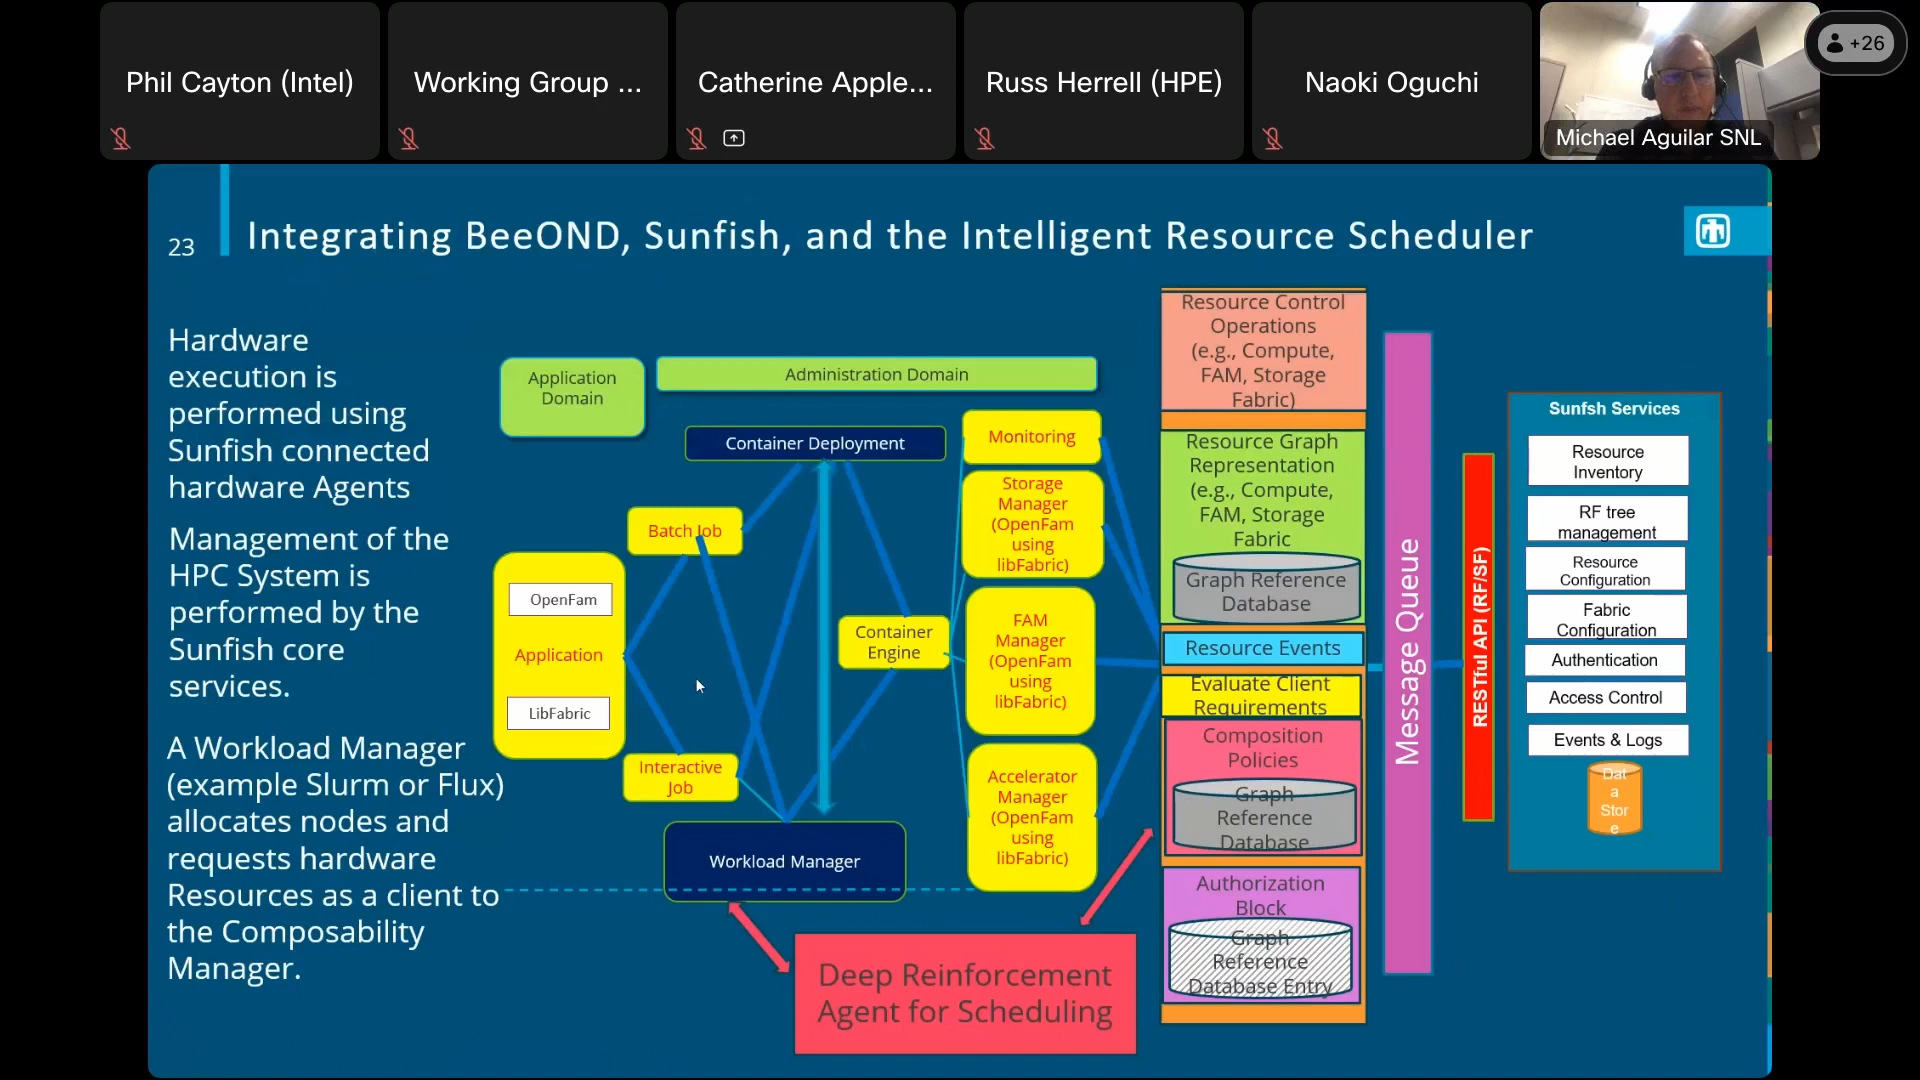 Phil Cayton (Intel)
Working Group ...
Catherine Apple...
Russ Herrell (HPE)
Naoki Oguchi
Michael Aguilar SNL
+26
23
Integrating BeeOND, Sunfish, and the Intelligent Resource Scheduler
Hardware
execution is
performed using
Sunfish connected
hardware Agents
Management of the
HPC System is
performed by the
Sunfish core
services.
A Workload Manager
(example Slurm or Flux)
allocates nodes and
requests hardware
Resources as a client to
the Composability
Manager.
Application
Domain
Administration Domain
Container Deployment
Batch Job
OpenFam
Application
LibFabric
Interactive
Job
Container
Engine
Workload Manager
Monitoring
Storage
Manager
(OpenFam
using
libFabric)
FAM
Manager
(OpenFam
using
libFabric)
Accelerator
Manager
(OpenFam
using
libFabric)
Deep Reinforcement
Agent for Scheduling
Resource Control
Operations
(e.g., Compute,
FAM, Storage
Fabric)
Resource Graph
Representation
(e.g., Compute,
FAM, Storage
Fabric
Graph Reference
Database
Resource Events
Evaluate Client
Requirements
Composition
Policies
Graph
Reference
Database
Authorization
Block
Graph
Reference
Database Entry
Message Queue
RESTful API (RF/SF)
Sunfsh Services
Resource
Inventory
RF tree
management
Resource
Configuration
Fabric
Configuration
Authentication
Access Control
Events & Logs
Dat
a
Stor
e